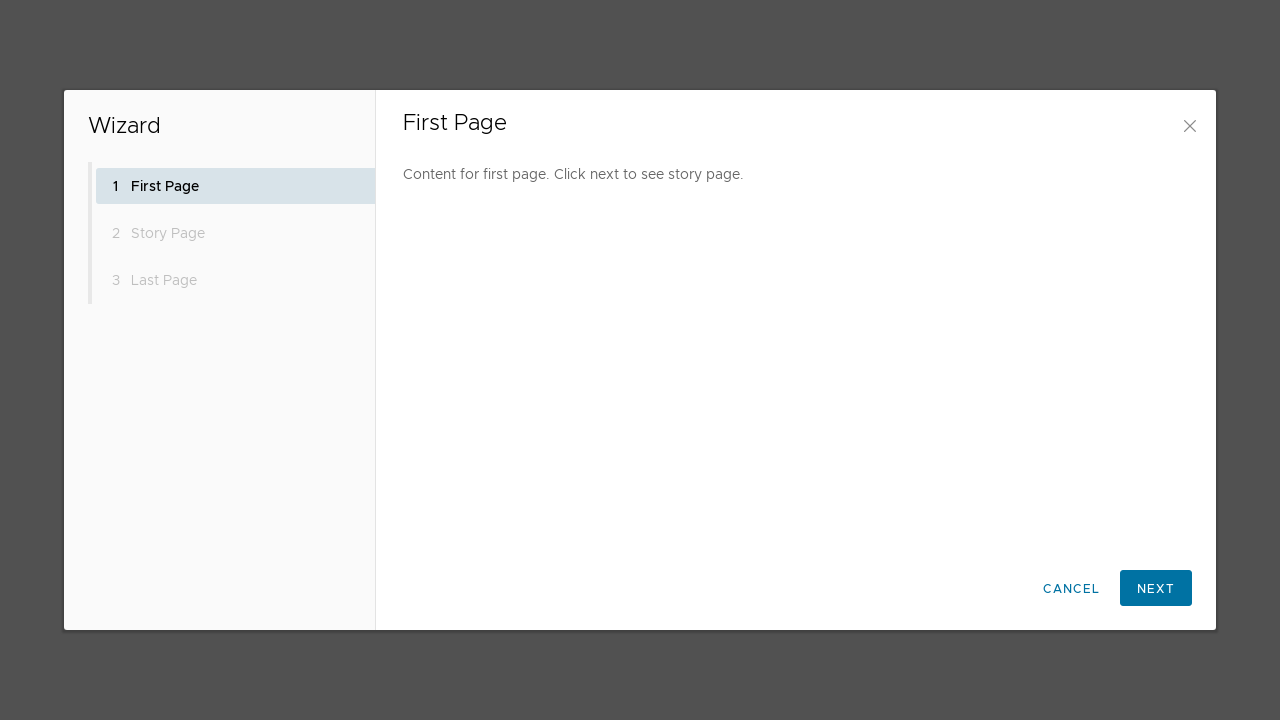 Wizard
1 First Page
2 Story Page
3 Last Page
First Page
Content for first page. Click next to see story page.
CANCEL
NEXT